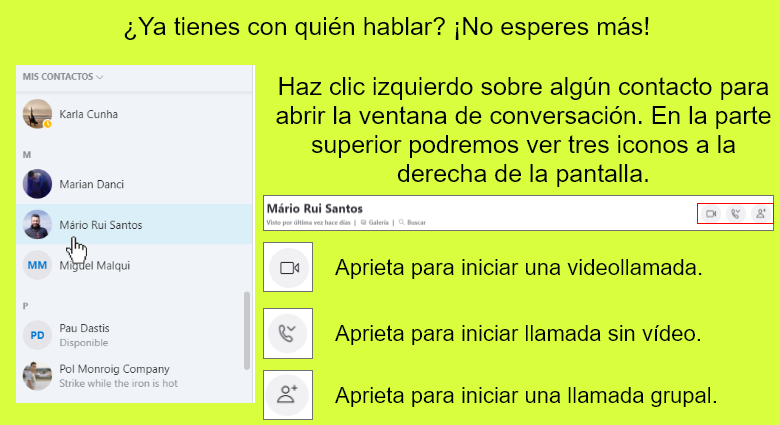 ¿Ya tienes con quién hablar? ¡No esperes más!
MIS CONTACTOS
Karla Cunha
M
Marian Danci
Mário Rui Santos
MM Miguel Malqui
P
PD Pau Dastis
Disponible
Pol Monroig Company
Strike while the iron is hot
Haz clic izquierdo sobre algún contacto para
abrir la ventana de conversación. En la parte
superior podremos ver tres iconos a la
derecha de la pantalla.
Mário Rui Santos
Visto por última vez hace días | Galería | Buscar
Aprieta para iniciar una videollamada.
Aprieta para iniciar llamada sin vídeo.
Aprieta para iniciar una llamada grupal.